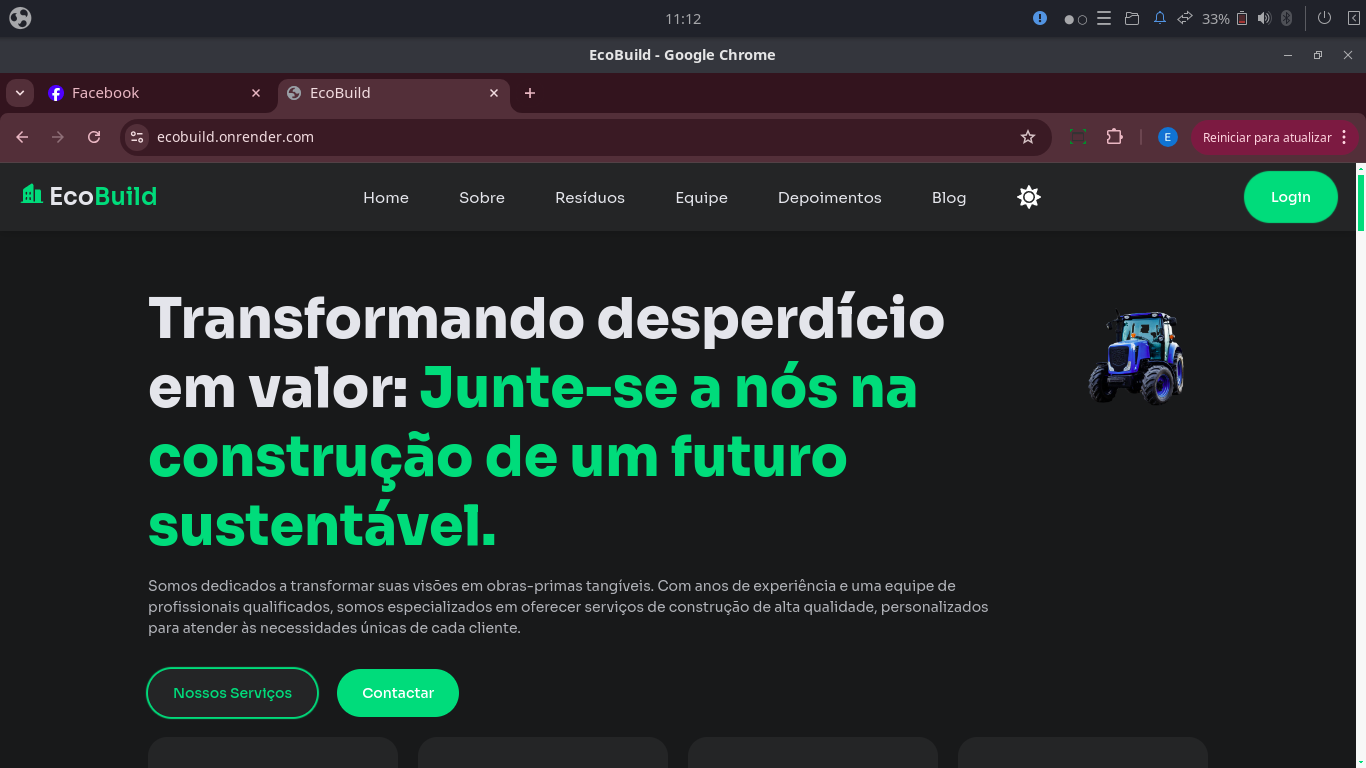 11:12
33%
EcoBuild - Google Chrome
Facebook
EcoBuild
ecobuild.onrender.com
E
Reiniciar para atualizar
EcoBuild
Home
Sobre
Resíduos
Equipe
Depoimentos
Blog
Login
Transformando desperdício
em valor: Junte-se a nós na
construção de um futuro
sustentável.
Somos dedicados a transformar suas visões em obras-primas tangíveis. Com anos de experiência e uma equipe de
profissionais qualificados, somos especializados em oferecer serviços de construção de alta qualidade, personalizados
para atender às necessidades únicas de cada cliente.
Nossos Serviços
Contactar